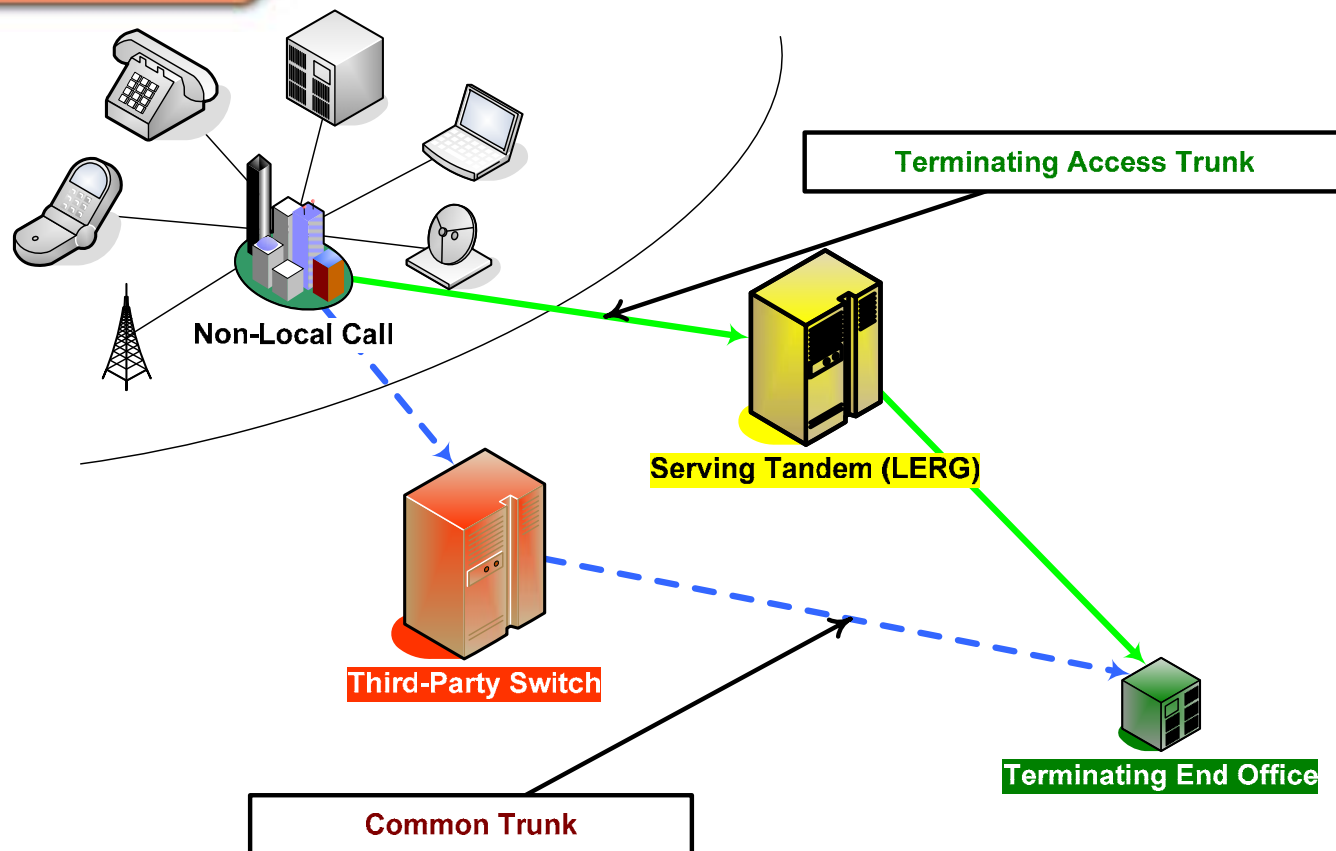 Terminating Access Trunk
Non-Local Call
Serving Tandem (LERG)
Third-Party Switch
Terminating End Office
Common Trunk